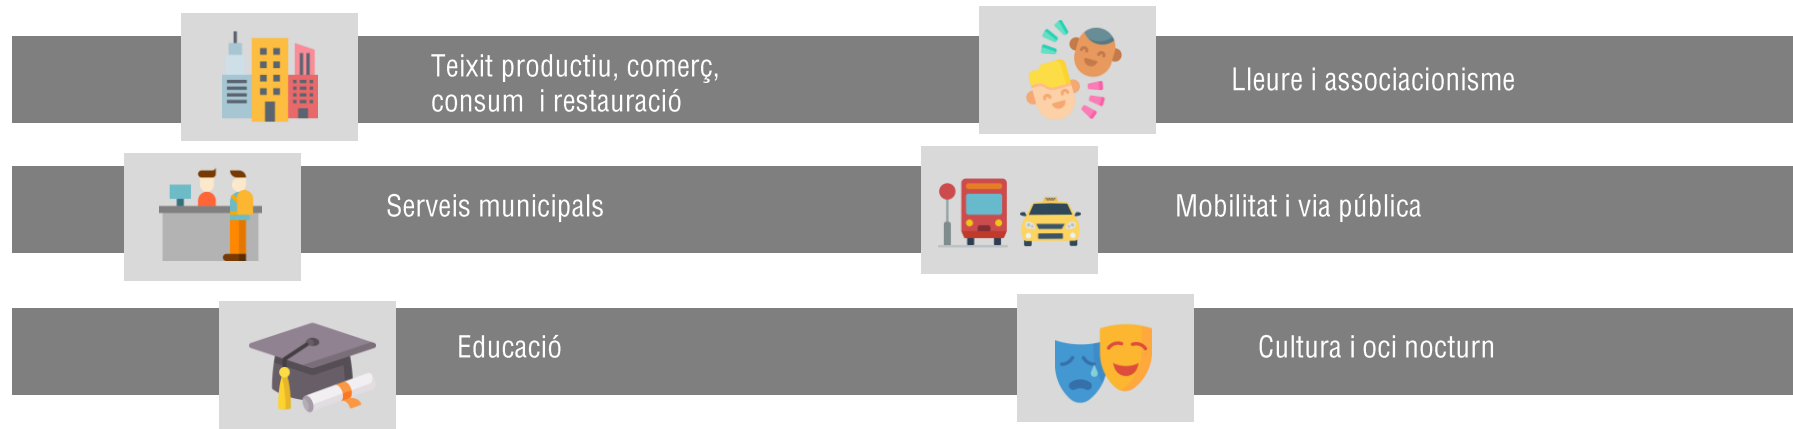 Teixit productiu, comerç,
consum i restauració
Lleure i associacionisme
Serveis municipals
Mobilitat i via pública
Educació
Cultura i oci nocturn